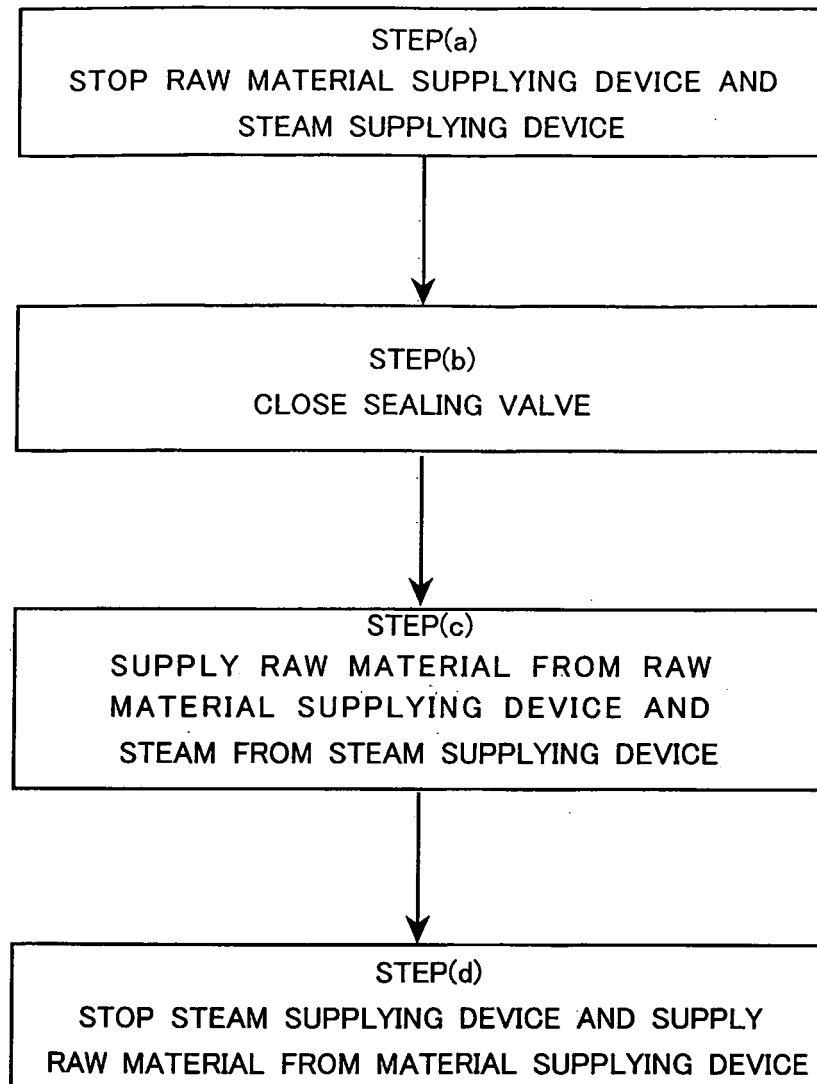 STEP(a)
STOP RAW MATERIAL SUPPLYING DEVICE AND
STEAM SUPPLYING DEVICE
STEP(b)
CLOSE SEALING VALVE
STEP(c)
SUPPLY RAW MATERIAL FROM RAW
MATERIAL SUPPLYING DEVICE AND
STEAM FROM STEAM SUPPLYING DEVICE
STEP(d)
STOP STEAM SUPPLYING DEVICE AND SUPPLY
RAW MATERIAL FROM MATERIAL SUPPLYING DEVICE